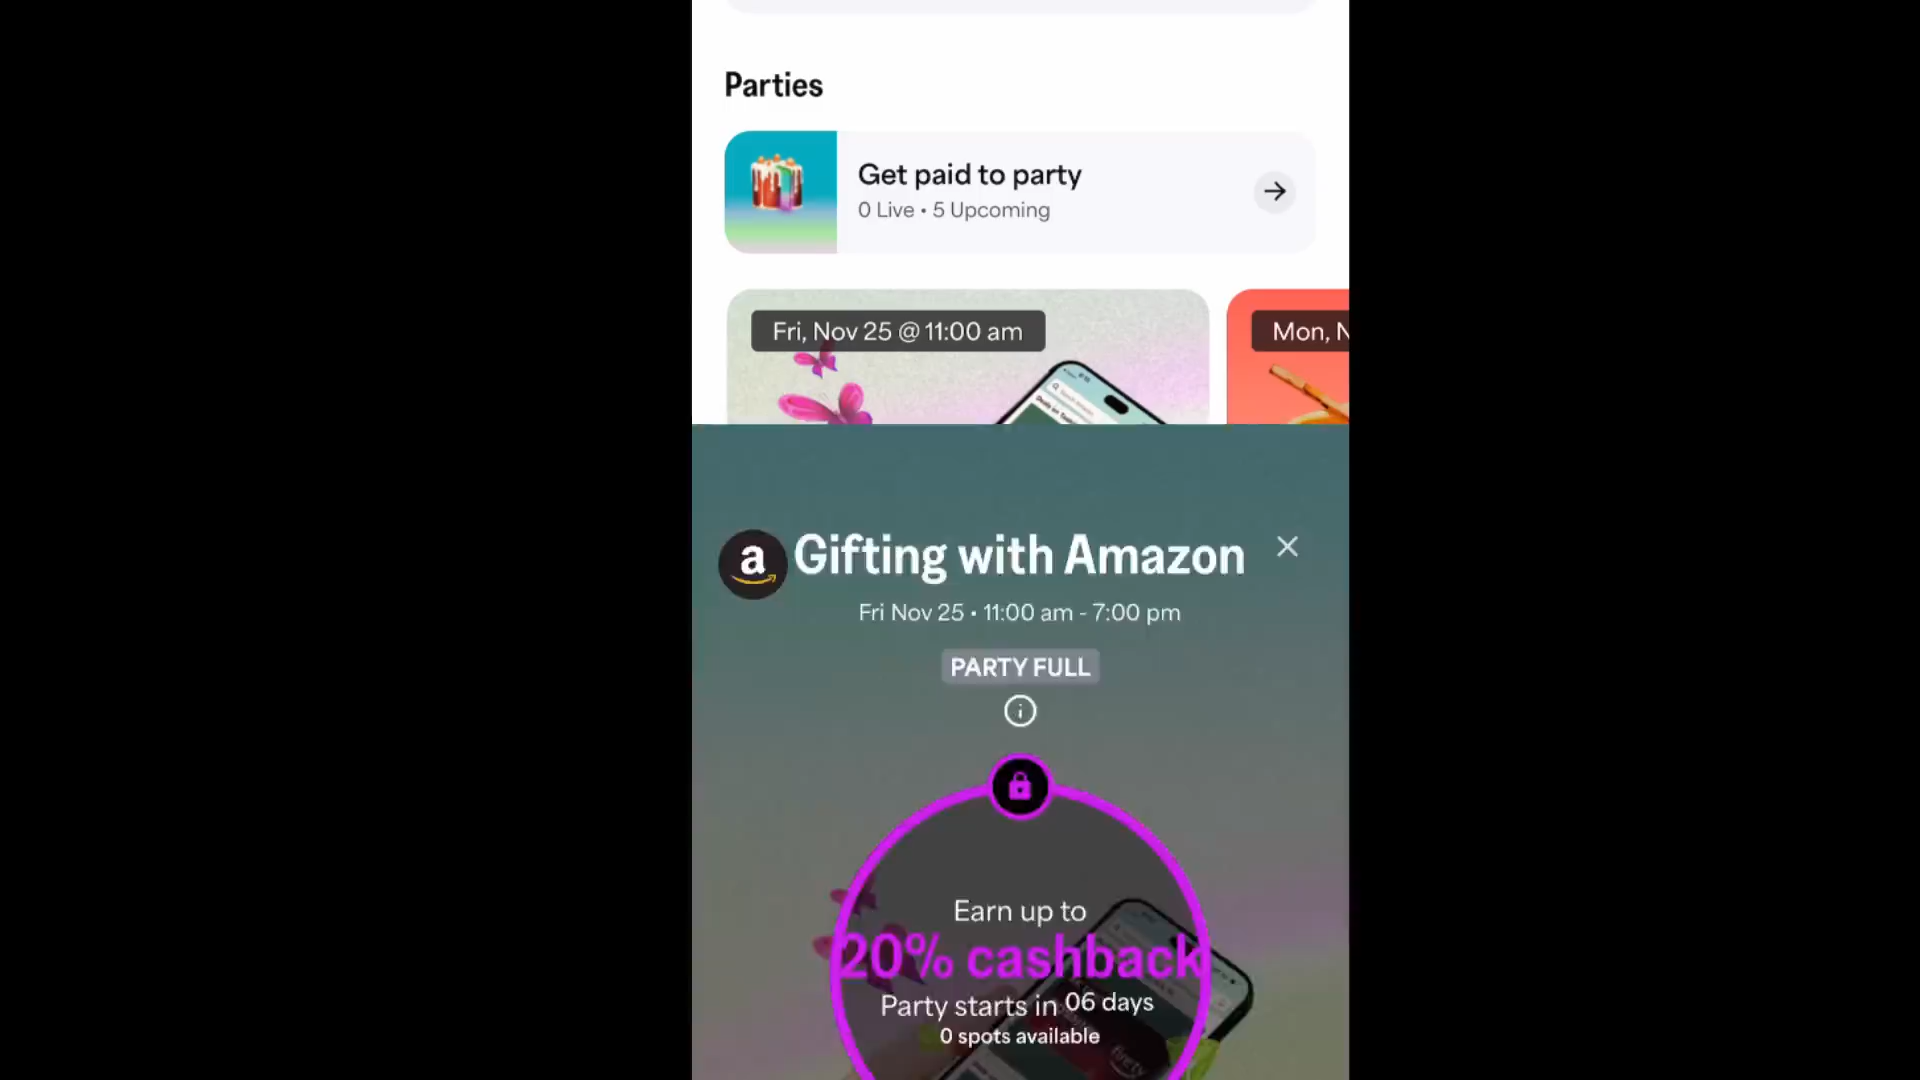 Parties
Get paid to party
0 Live • 5 Upcoming
Fri, Nov 25 @ 11:00 am
Mon, N
a
Gifting with Amazon
Fri Nov 25 • 11:00 am - 7:00 pm
PARTY FULL
Earn up to
20% cashback
Party starts in 06 days
0 spots available
firetv